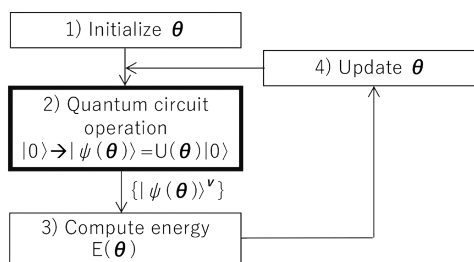 1) Initialize θ
4) Update θ
2) Quantum circuit
operation
|0⟩→|ψ(θ)⟩=U(θ)|0⟩
{|ψ(θ)⟩ᵛ}
3) Compute energy
E(θ)